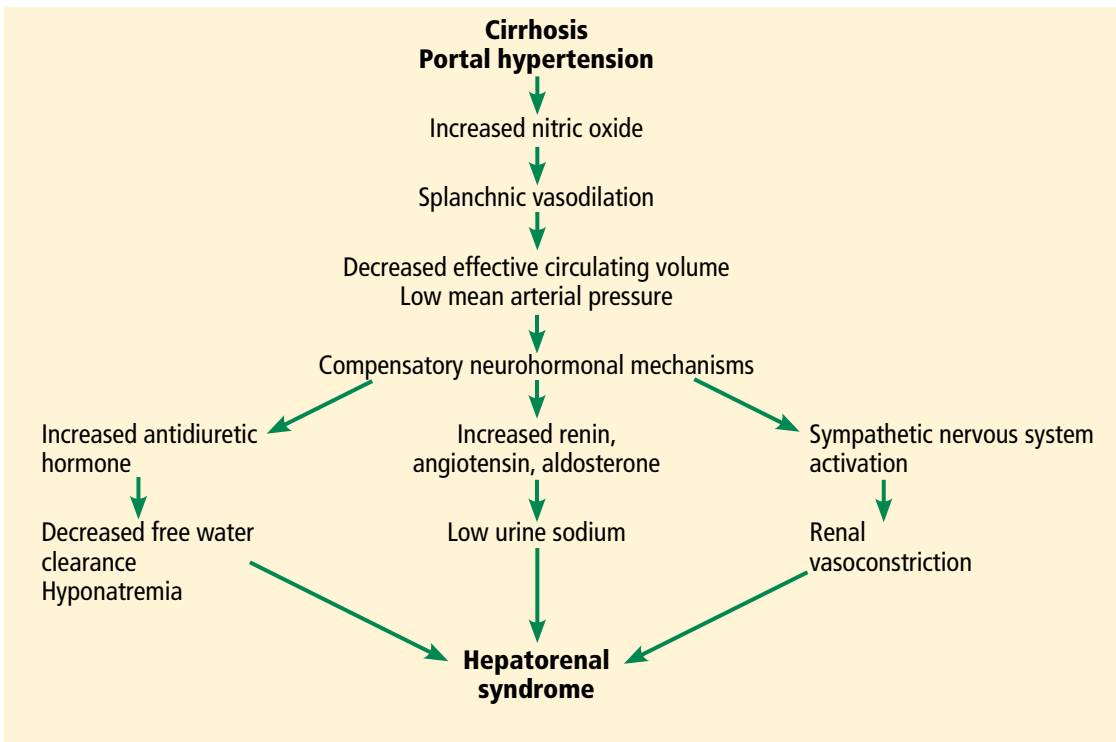 Cirrhosis
Portal hypertension
Increased nitric oxide
Splanchnic vasodilation
Decreased effective circulating volume
Low mean arterial pressure
Compensatory neurohormonal mechanisms
Increased antidiuretic
hormone
Increased renin,
angiotensin, aldosterone
Sympathetic nervous system
activation
Decreased free water
clearance
Hyponatremia
Low urine sodium
Renal
vasoconstriction
Hepatorenal
syndrome